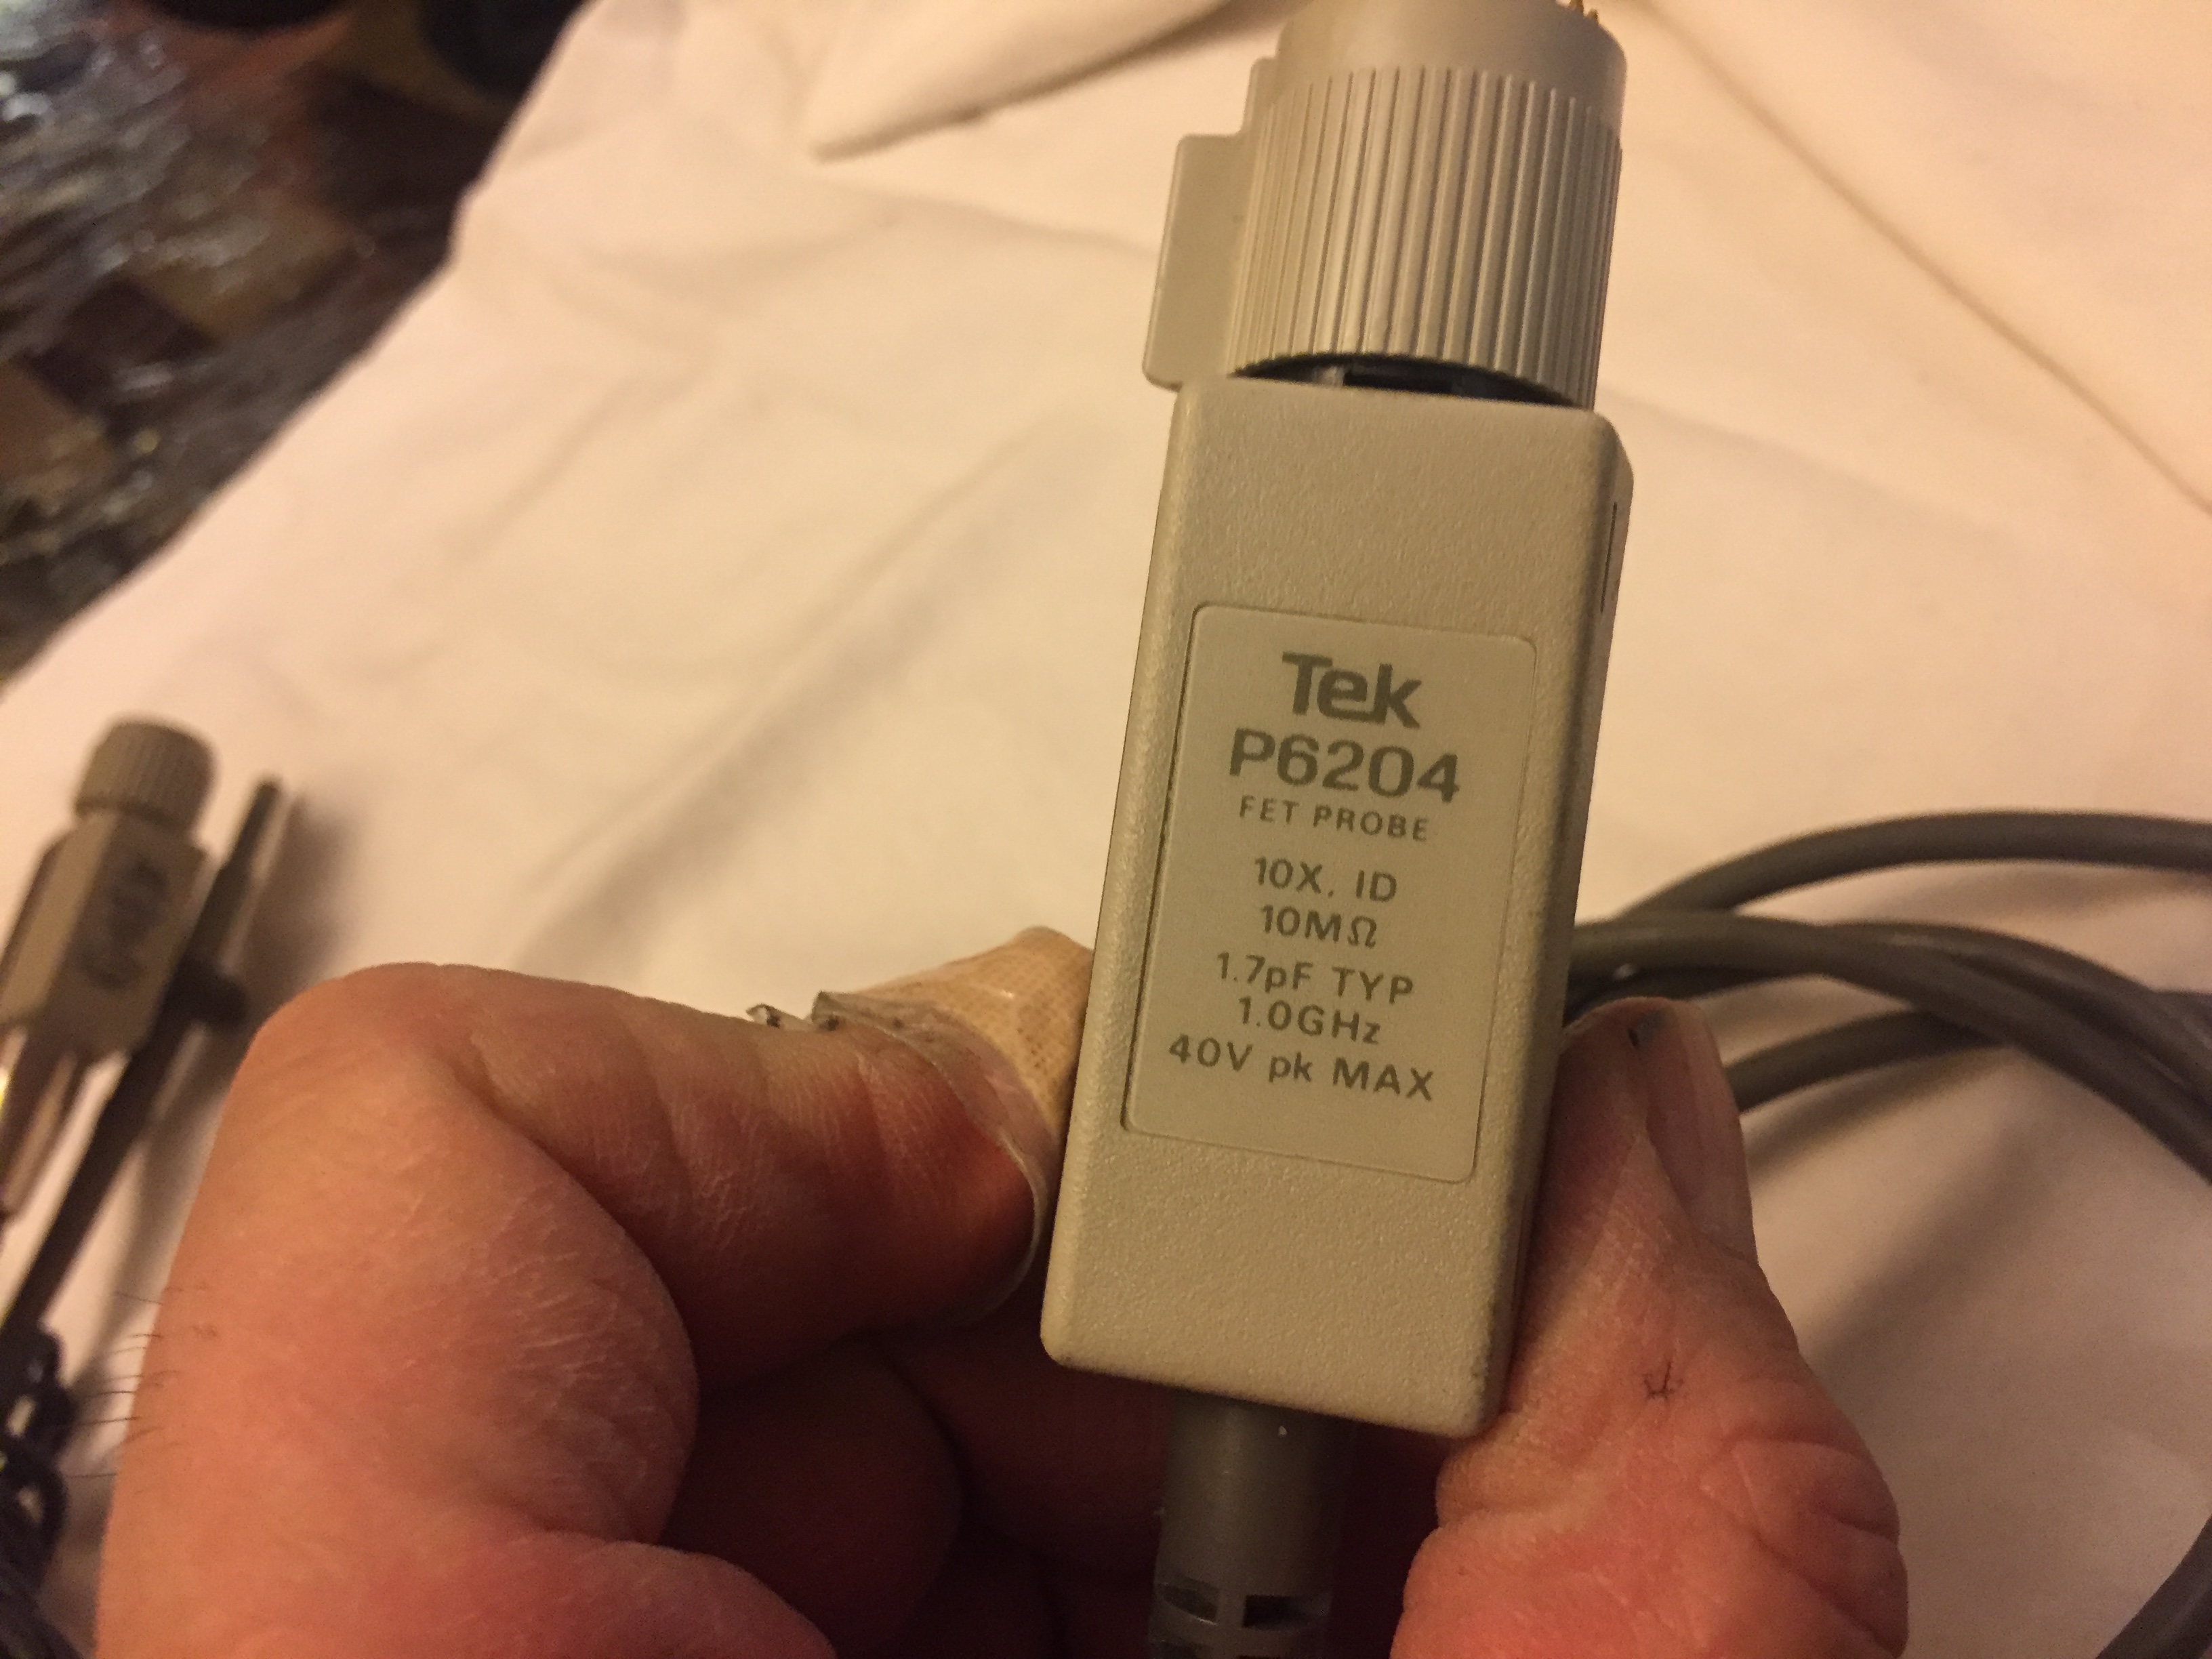 Tek
P6204
FET PROBE
10X, ID
10MΩ
1.7pF TYP
1.0GHz
40V pk MAX